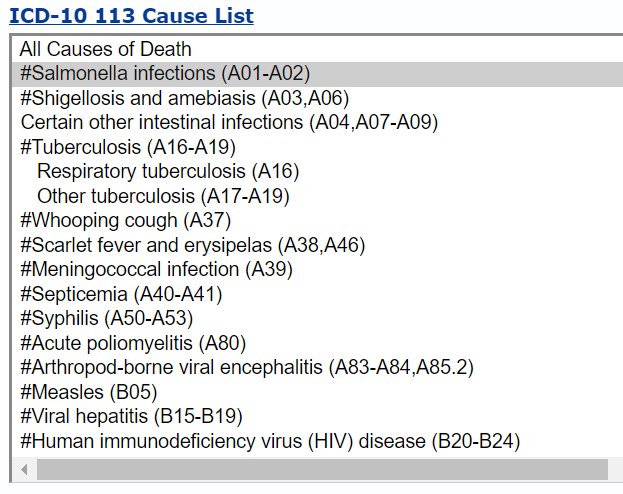 ICD-10 113 Cause List
All Causes of Death
#Salmonella infections (A01-A02)
#Shigellosis and amebiasis (A03,A06)
Certain other intestinal infections (A04,A07-A09)
#Tuberculosis (A16-A19)
Respiratory tuberculosis (A16)
Other tuberculosis (A17-A19)
#Whooping cough (A37)
#Scarlet fever and erysipelas (A38,A46)
#Meningococcal infection (A39)
#Septicemia (A40-A41)
#Syphilis (A50-A53)
#Acute poliomyelitis (A80)
#Arthropod-borne viral encephalitis (A83-A84,A85.2)
#Measles (B05)
#Viral hepatitis (B15-B19)
#Human immunodeficiency virus (HIV) disease (B20-B24)